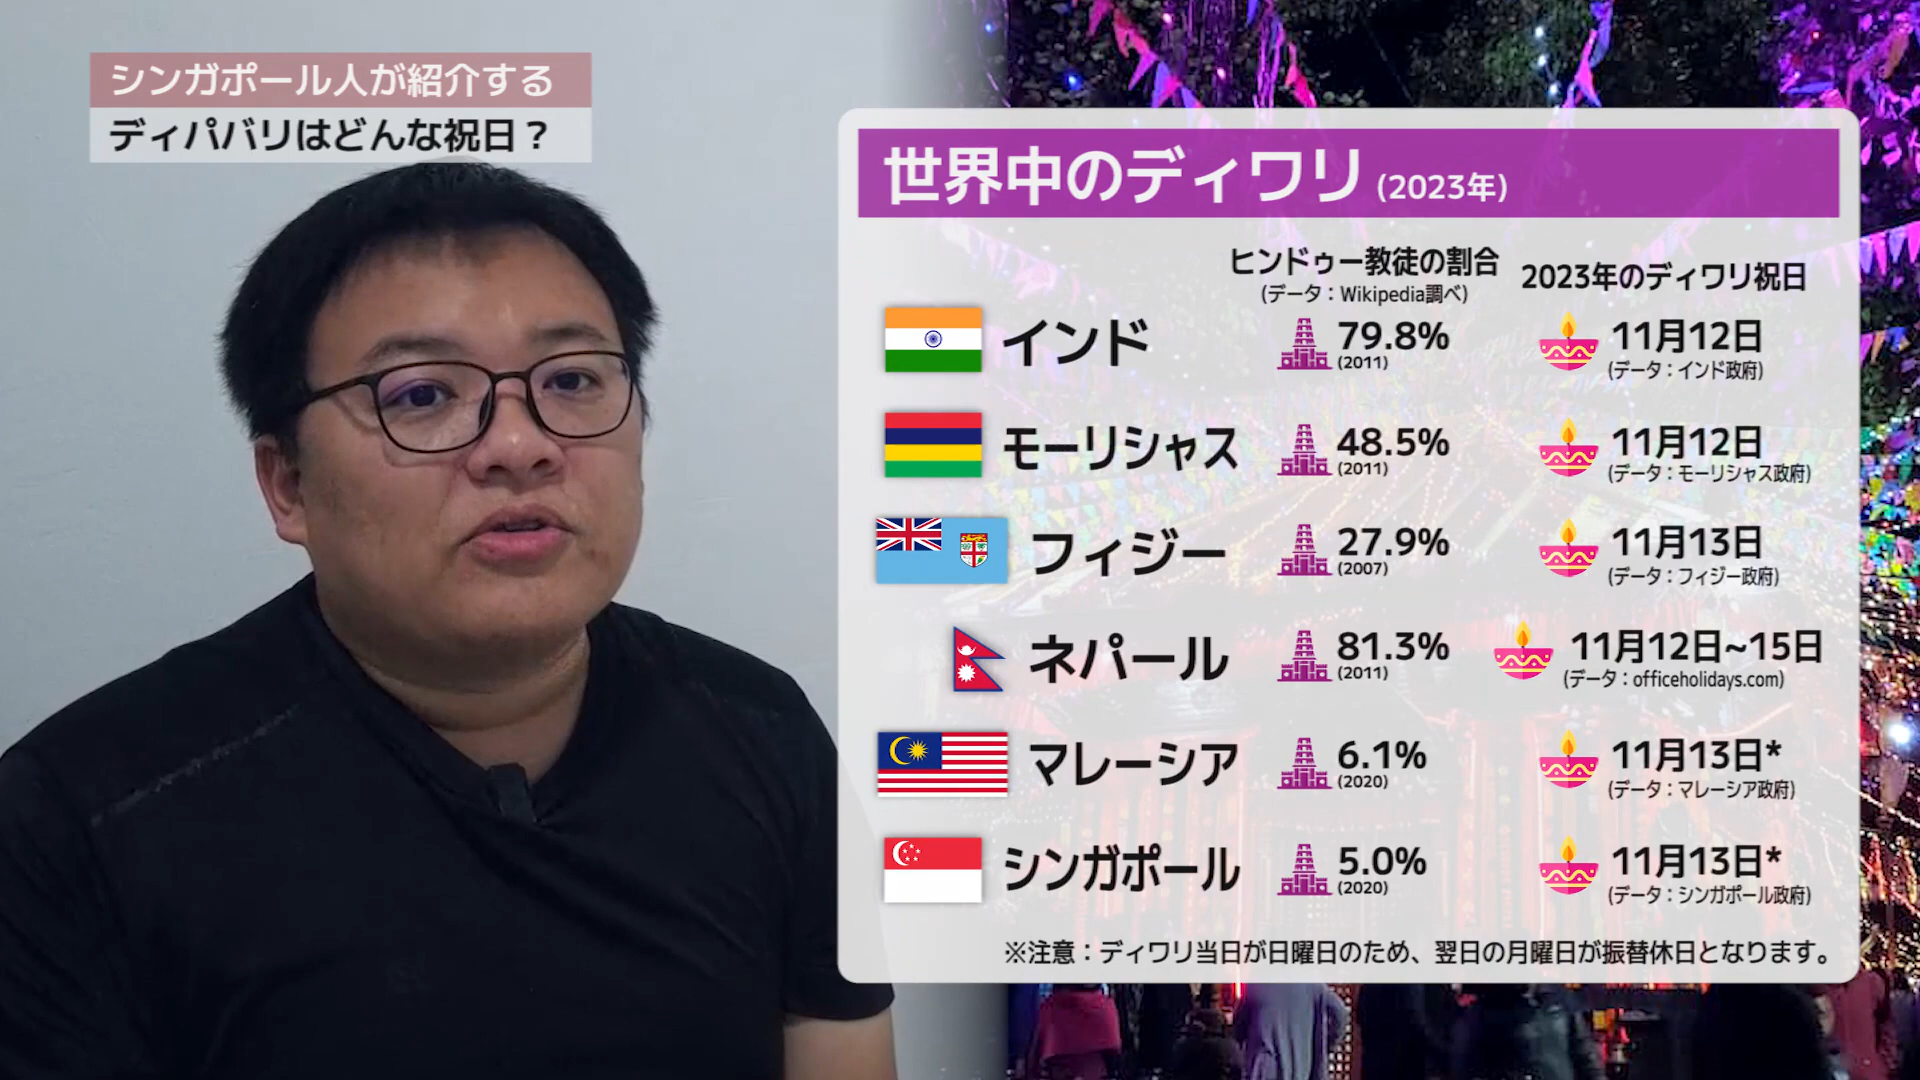 シンガポール人が紹介する
ディパバリはどんな祝日？
世界中のディワリ (2023年)
ヒンドゥー教徒の割合
(データ：Wikipedia調べ)
2023年のディワリ祝日
インド
79.8%
(2011)
11月12日
(データ：インド政府)
モーリシャス
48.5%
(2011)
11月12日
(データ：モーリシャス政府)
フィジー
27.9%
(2007)
11月13日
(データ：フィジー政府)
ネパール
81.3%
(2011)
11月12日~15日
(データ：officeholidays.com)
マレーシア
6.1%
(2020)
11月13日*
(データ：マレーシア政府)
シンガポール
5.0%
(2020)
11月13日*
(データ：シンガポール政府)
※注意：ディワリ当日が日曜日のため、翌日の月曜日が振替休日となります。